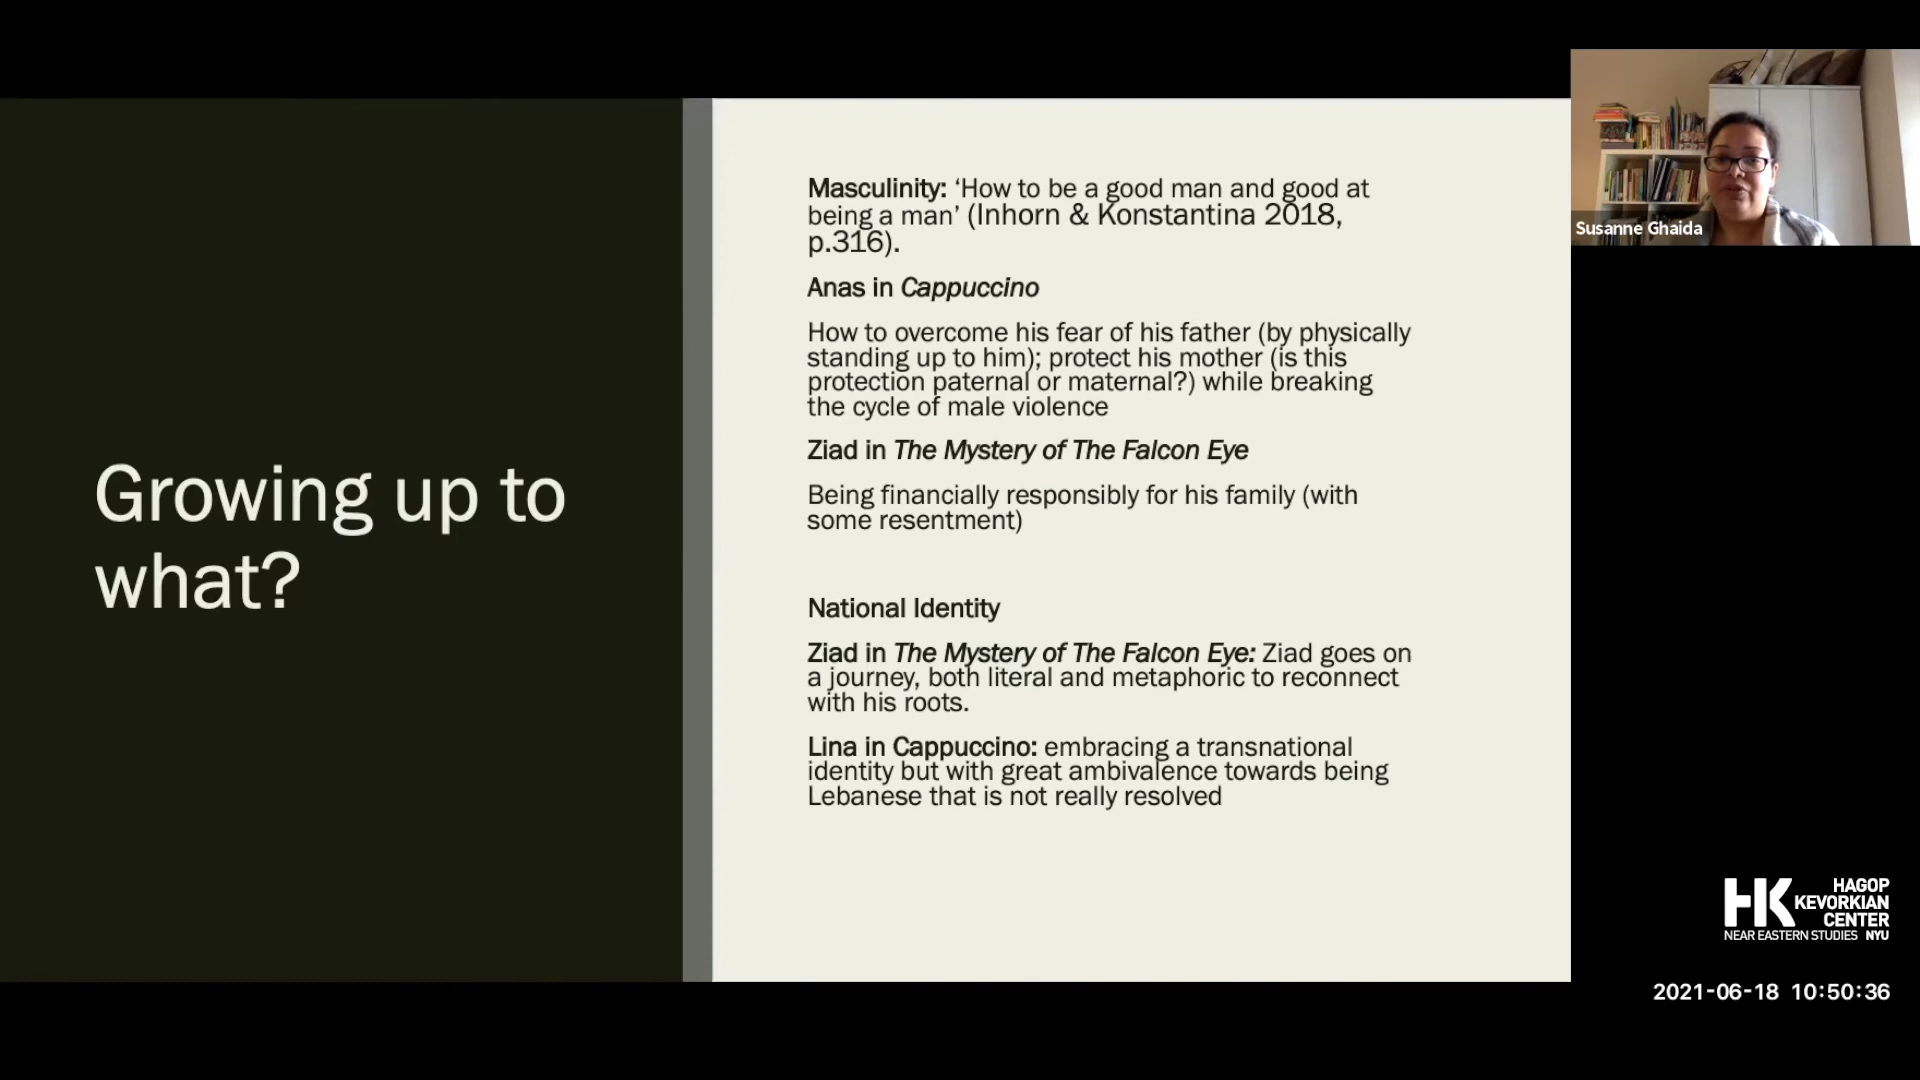 Growing up to
what?
Masculinity: ‘How to be a good man and good at
being a man’ (Inhorn & Konstantina 2018,
p.316).
Anas in Cappuccino
How to overcome his fear of his father (by physically
standing up to him); protect his mother (is this
protection paternal or maternal?) while breaking
the cycle of male violence
Ziad in The Mystery of The Falcon Eye
Being financially responsibly for his family (with
some resentment)
National Identity
Ziad in The Mystery of The Falcon Eye: Ziad goes on
a journey, both literal and metaphoric to reconnect
with his roots.
Lina in Cappuccino: embracing a transnational
identity but with great ambivalence towards being
Lebanese that is not really resolved
Susanne Ghaida
HK
HAGOP
KEVORKIAN
CENTER
NEAR EASTERN STUDIES NYU
2021-06-18 10:50:36